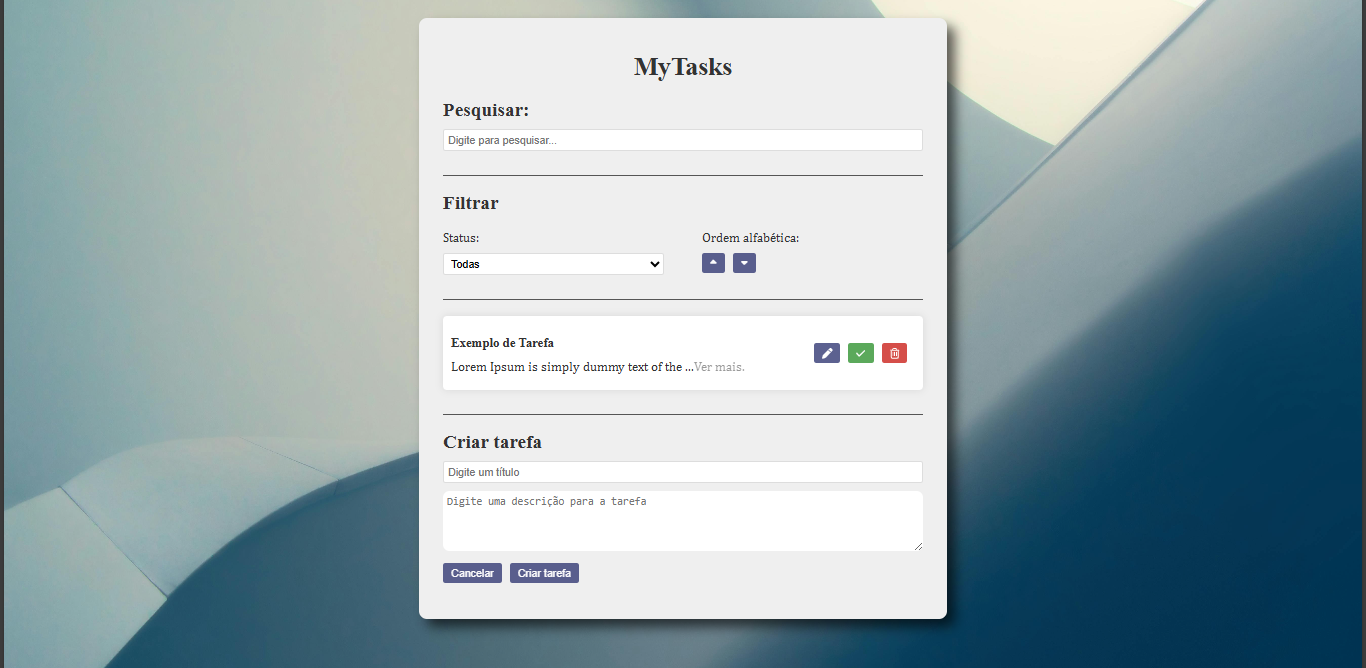 MyTasks
Pesquisar:
Digite para pesquisar...
Filtrar
Status:
Ordem alfabética:
Todas
Exemplo de Tarefa
Lorem Ipsum is simply dummy text of the ...Ver mais.
Criar tarefa
Digite um título
Digite uma descrição para a tarefa
Cancelar
Criar tarefa